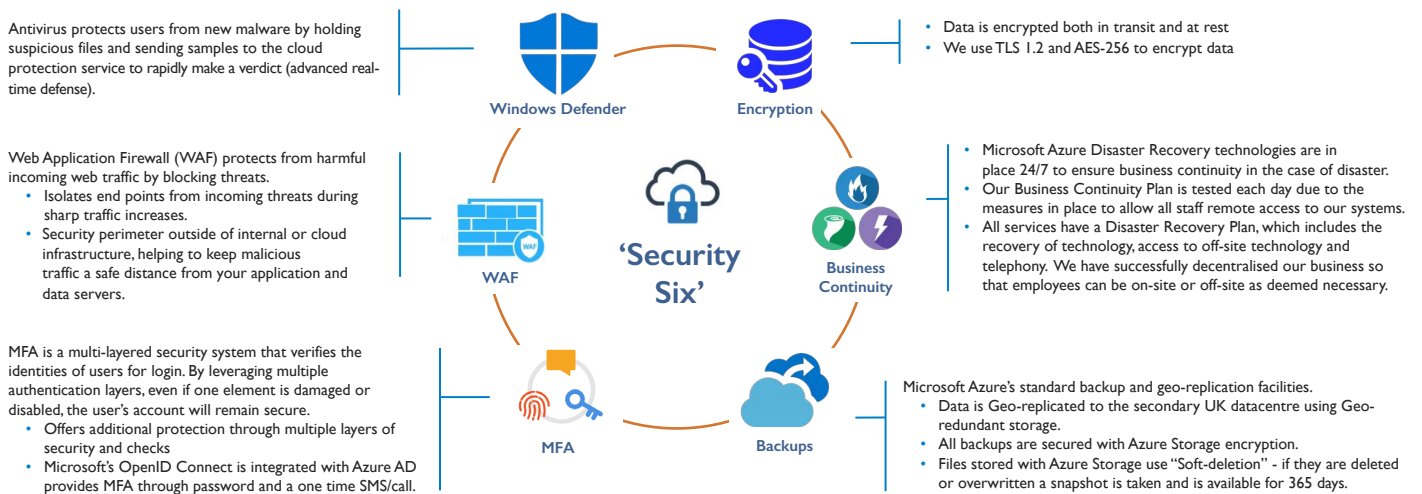 Antivirus protects users from new malware by holding
suspicious files and sending samples to the cloud
protection service to rapidly make a verdict (advanced real-
time defense).
Windows Defender
Encryption
• Data is encrypted both in transit and at rest
• We use TLS 1.2 and AES-256 to encrypt data
Web Application Firewall (WAF) protects from harmful
incoming web traffic by blocking threats.
• Isolates end points from incoming threats during
sharp traffic increases.
• Security perimeter outside of internal or cloud
infrastructure, helping to keep malicious
traffic a safe distance from your application and
data servers.
WAF
WAF
'Security
Six'
Business
Continuity
• Microsoft Azure Disaster Recovery technologies are in
place 24/7 to ensure business continuity in the case of disaster.
• Our Business Continuity Plan is tested each day due to the
measures in place to allow all staff remote access to our systems.
• All services have a Disaster Recovery Plan, which includes the
recovery of technology, access to off-site technology and
telephony. We have successfully decentralised our business so
that employees can be on-site or off-site as deemed necessary.
MFA is a multi-layered security system that verifies the
identities of users for login. By leveraging multiple
authentication layers, even if one element is damaged or
disabled, the user's account will remain secure.
• Offers additional protection through multiple layers of
security and checks
• Microsoft's OpenID Connect is integrated with Azure AD
provides MFA through password and a one time SMS/call.
MFA
Backups
Microsoft Azure's standard backup and geo-replication facilities.
• Data is Geo-replicated to the secondary UK datacentre using Geo-
redundant storage.
• All backups are secured with Azure Storage encryption.
• Files stored with Azure Storage use "Soft-deletion" - if they are deleted
or overwritten a snapshot is taken and is available for 365 days.